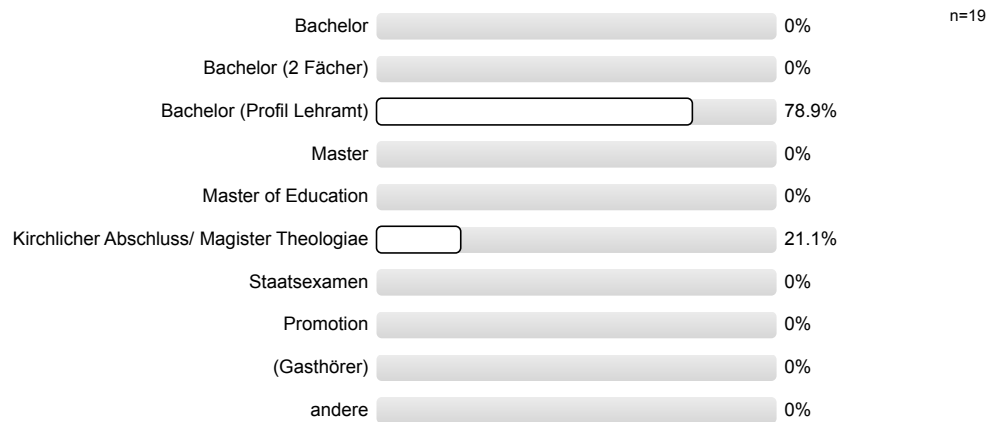 n=19
Bachelor 0%
Bachelor (2 Fächer) 0%
Bachelor (Profil Lehramt) 78.9%
Master 0%
Master of Education 0%
Kirchlicher Abschluss/ Magister Theologiae 21.1%
Staatsexamen 0%
Promotion 0%
(Gasthörer) 0%
andere 0%